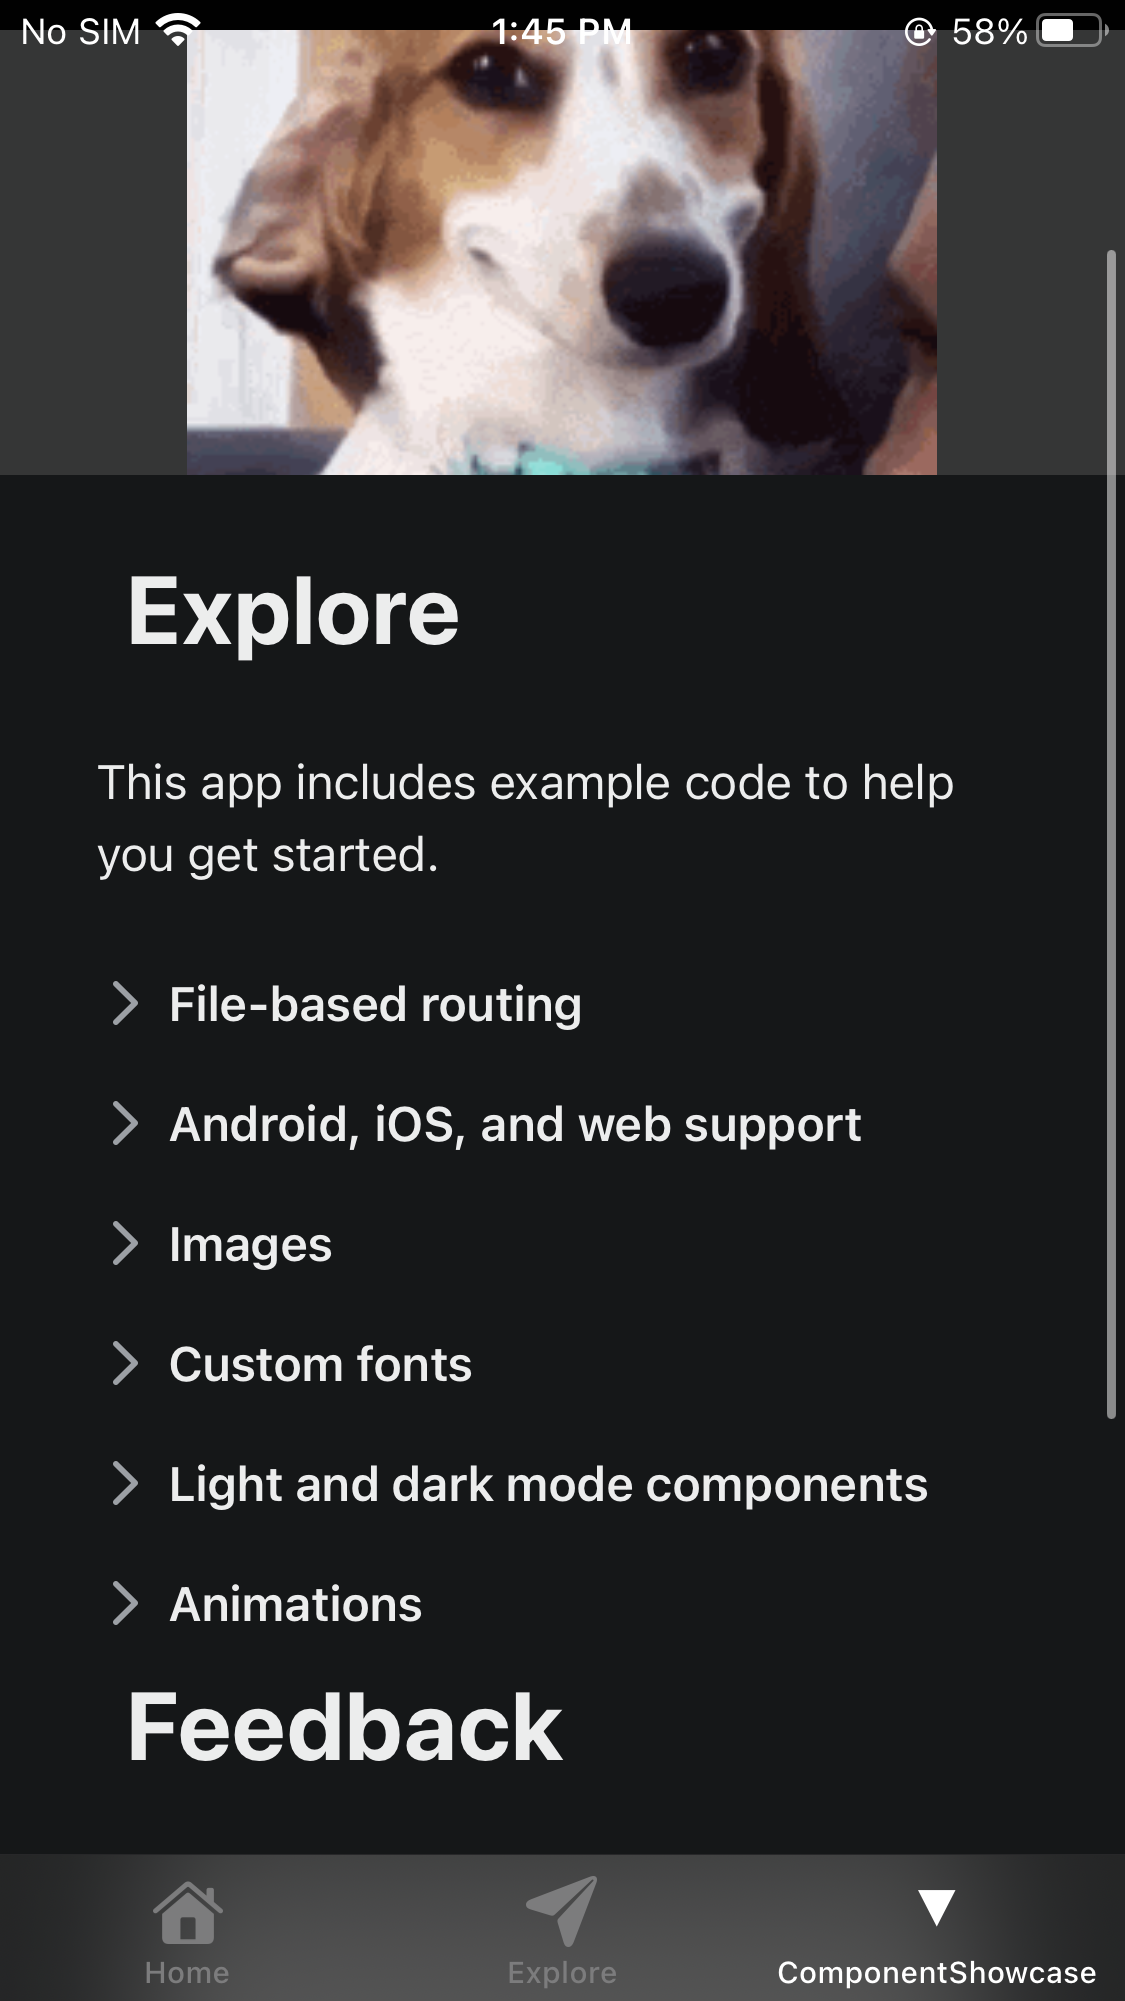 No SIM 1:45 PM 58%
Explore
This app includes example code to help
you get started.
File-based routing
Android, iOS, and web support
Images
Custom fonts
Light and dark mode components
Animations
Feedback
Home Explore ComponentShowcase